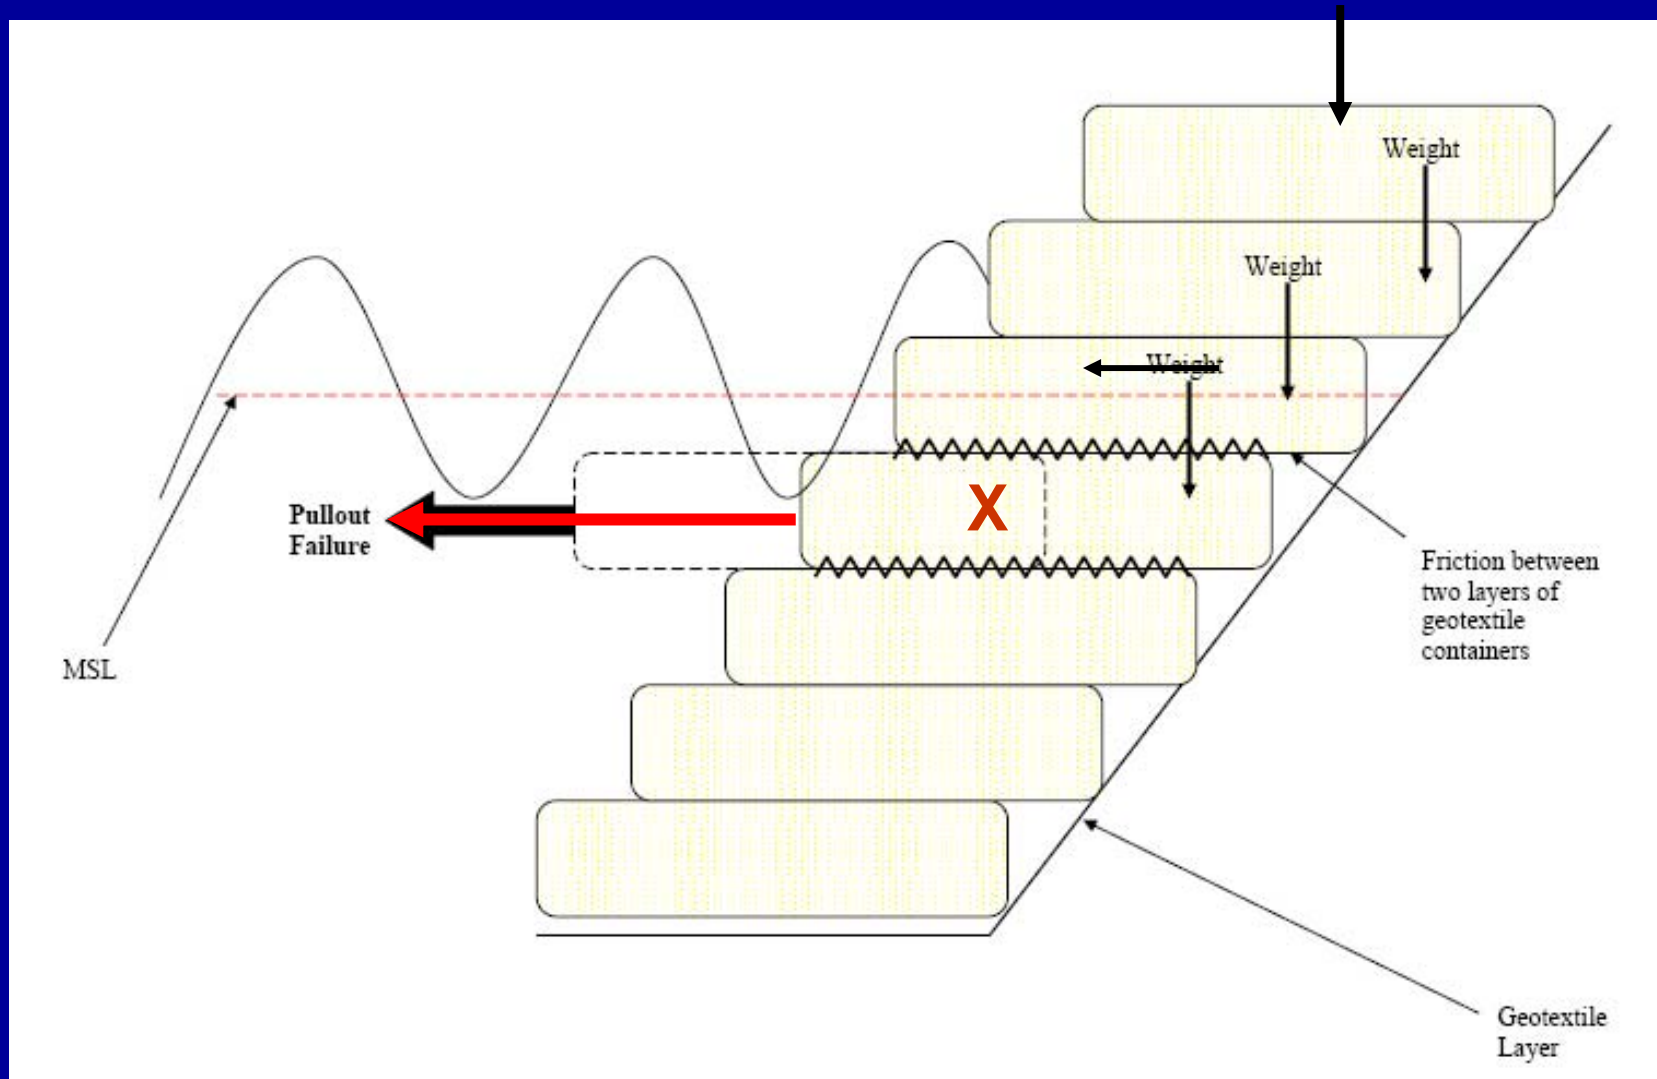 Weight
Weight
Weight
X
Pullout
Failure
Friction between
two layers of
geotextile
containers
MSL
Geotextile
Layer